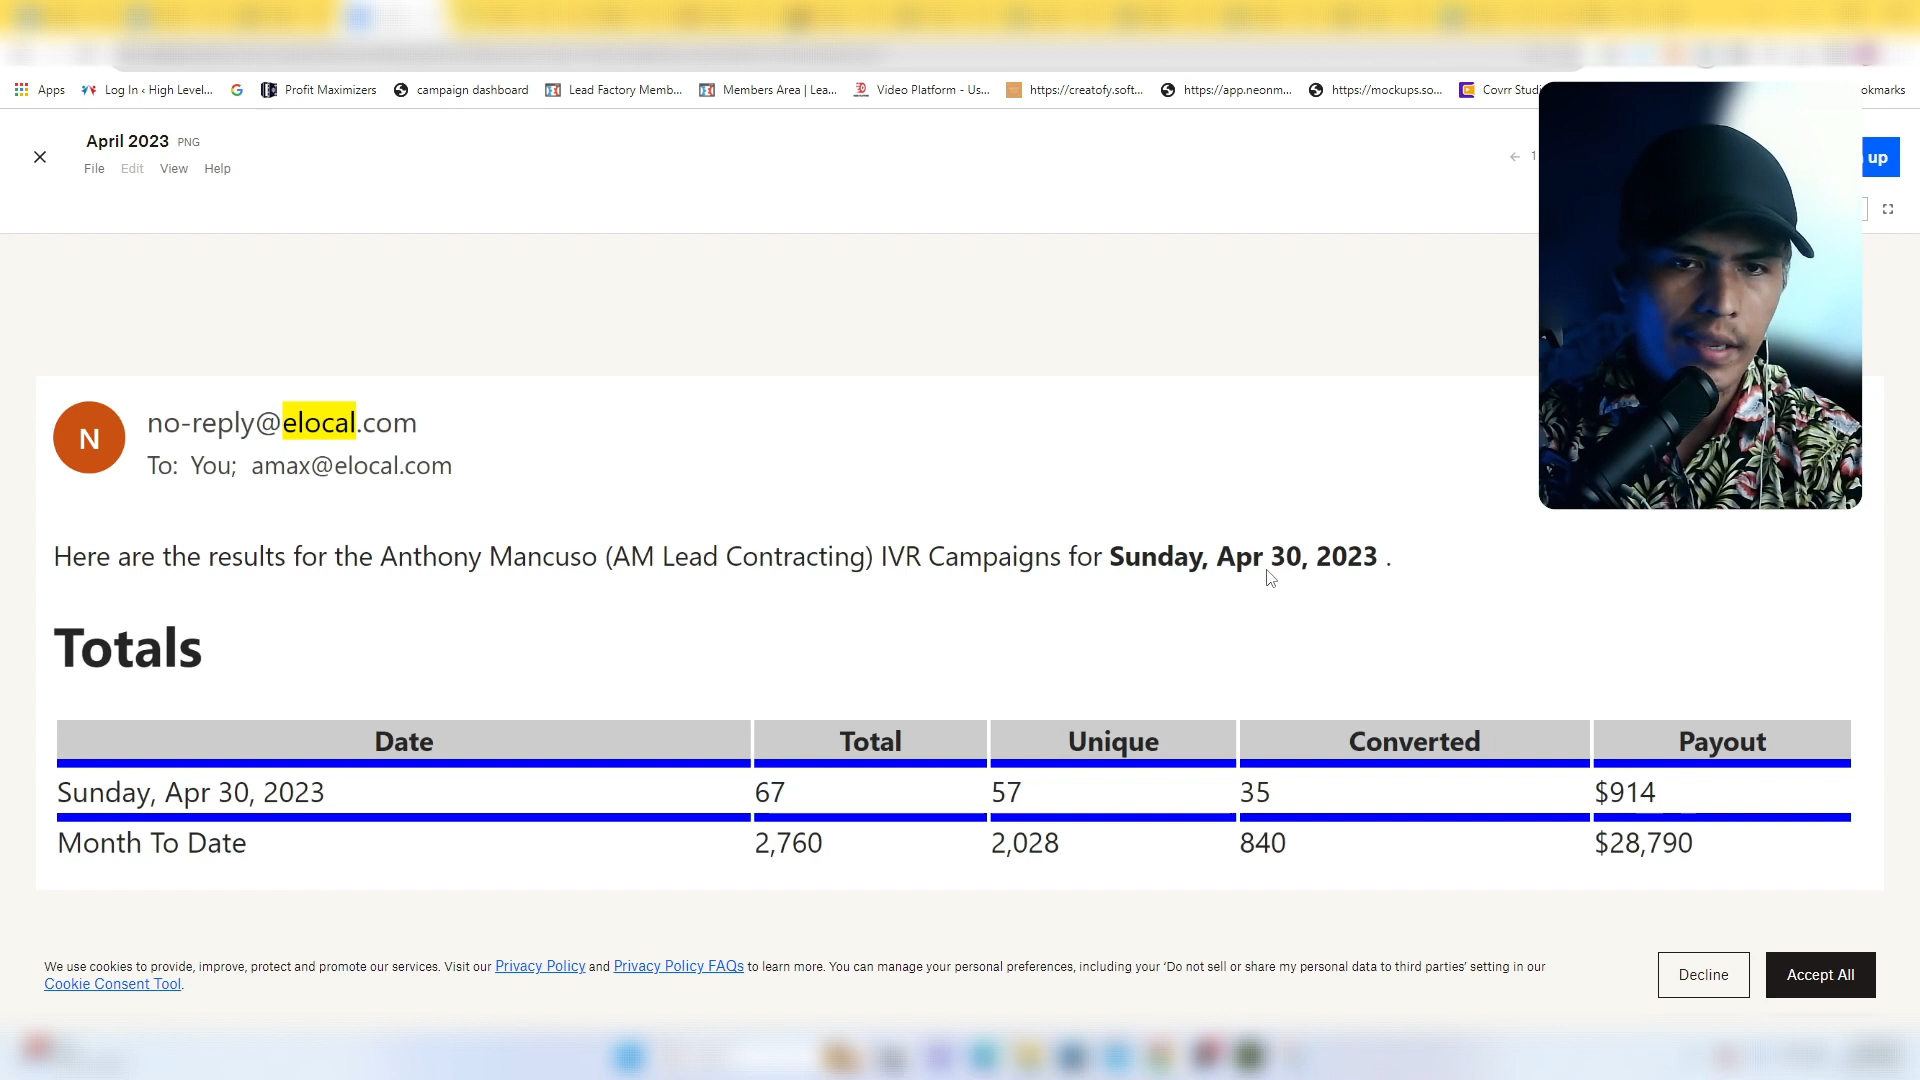 Apps
Log In ‹ High Level...
Profit Maximizers
campaign dashboard
Lead Factory Memb...
Members Area | Lea...
Video Platform - Us...
https://creatofy.soft...
https://app.neonm...
https://mockups.so...
Covrr Studi
okmarks
April 2023 PNG
File Edit View Help
1
up
N
no-reply@elocal.com
To: You; amax@elocal.com
Here are the results for the Anthony Mancuso (AM Lead Contracting) IVR Campaigns for Sunday, Apr 30, 2023 .
Totals
Date Total Unique Converted Payout
Sunday, Apr 30, 2023 67 57 35 $914
Month To Date 2,760 2,028 840 $28,790
We use cookies to provide, improve, protect and promote our services. Visit our Privacy Policy and Privacy Policy FAQs to learn more. You can manage your personal preferences, including your ‘Do not sell or share my personal data to third parties’ setting in our
Cookie Consent Tool.
Decline
Accept All